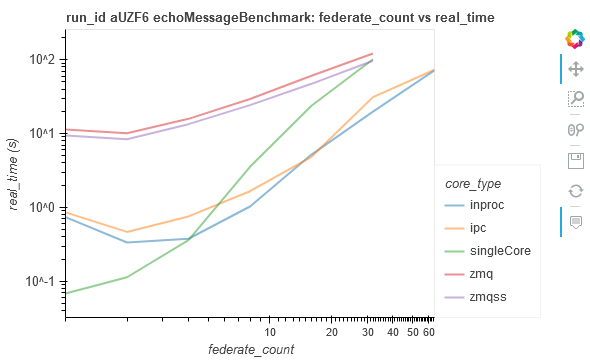 run_id aUZF6 echoMessageBenchmark: federate_count vs real_time
10^2
10^1
10^0
10^-1
real_time (s)
10
20
30
40
50
60
federate_count
core_type
inproc
ipc
singleCore
zmq
zmqss